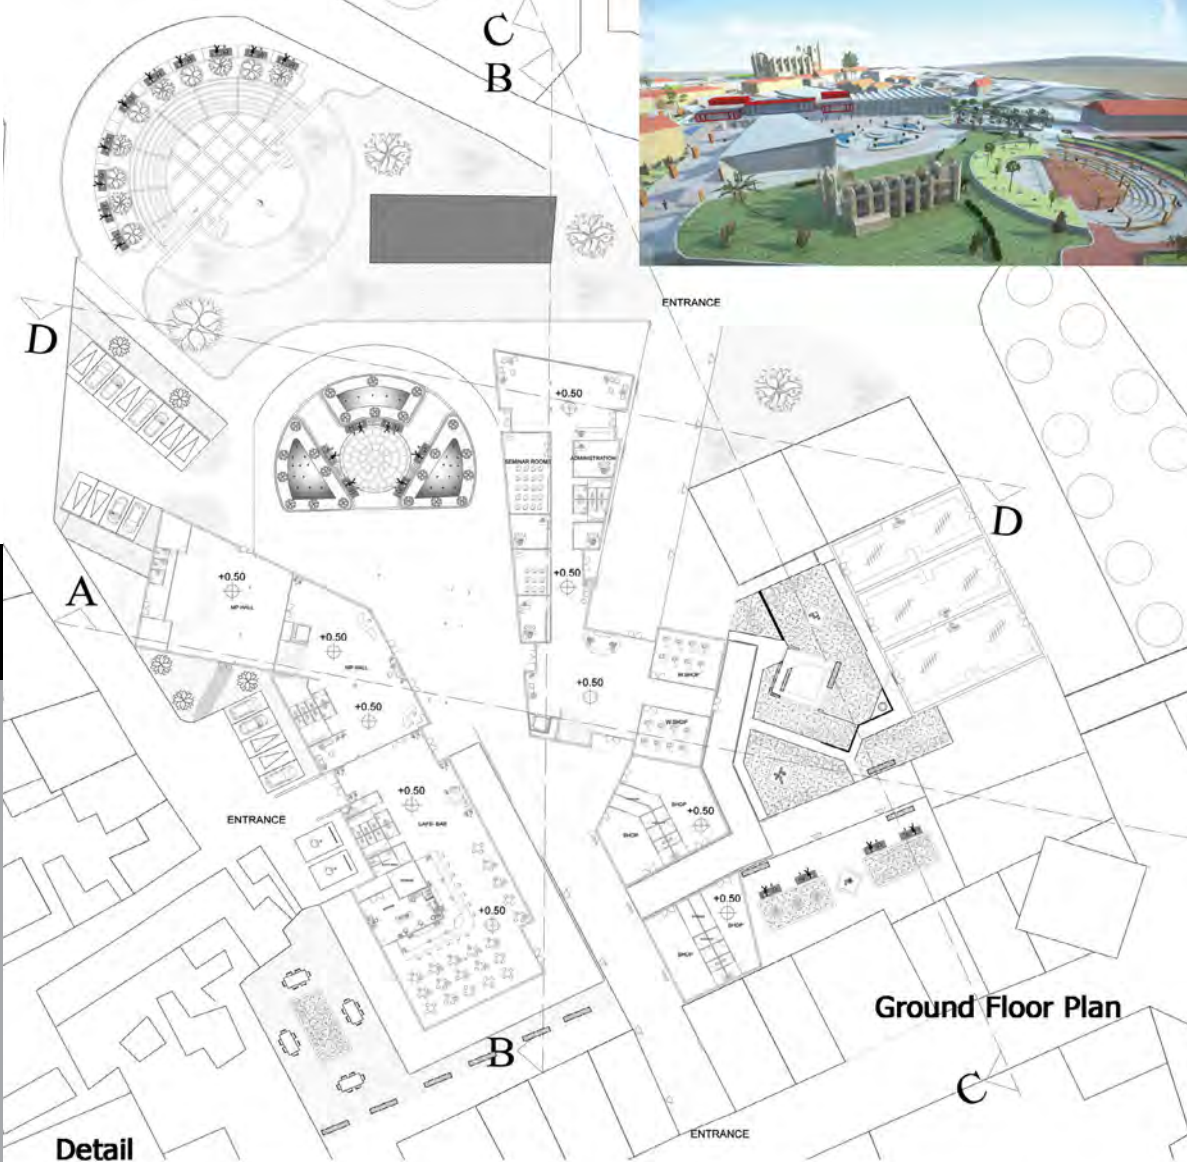 C
B
ENTRANCE
D
+0.50
SEMINAR ROOMS
ADMINISTRATION
D
+0.50
+0.50
MP HALL
A
+0.50
MP HALL
M.SHOP
+0.50
+0.50
W.SHOP
+0.50
SHOP
+0.50
ENTRANCE
CAFE- BAR
SHOP
+0.50
SHOP
+0.50
SHOP
Ground Floor Plan
B
C
ENTRANCE
Detail